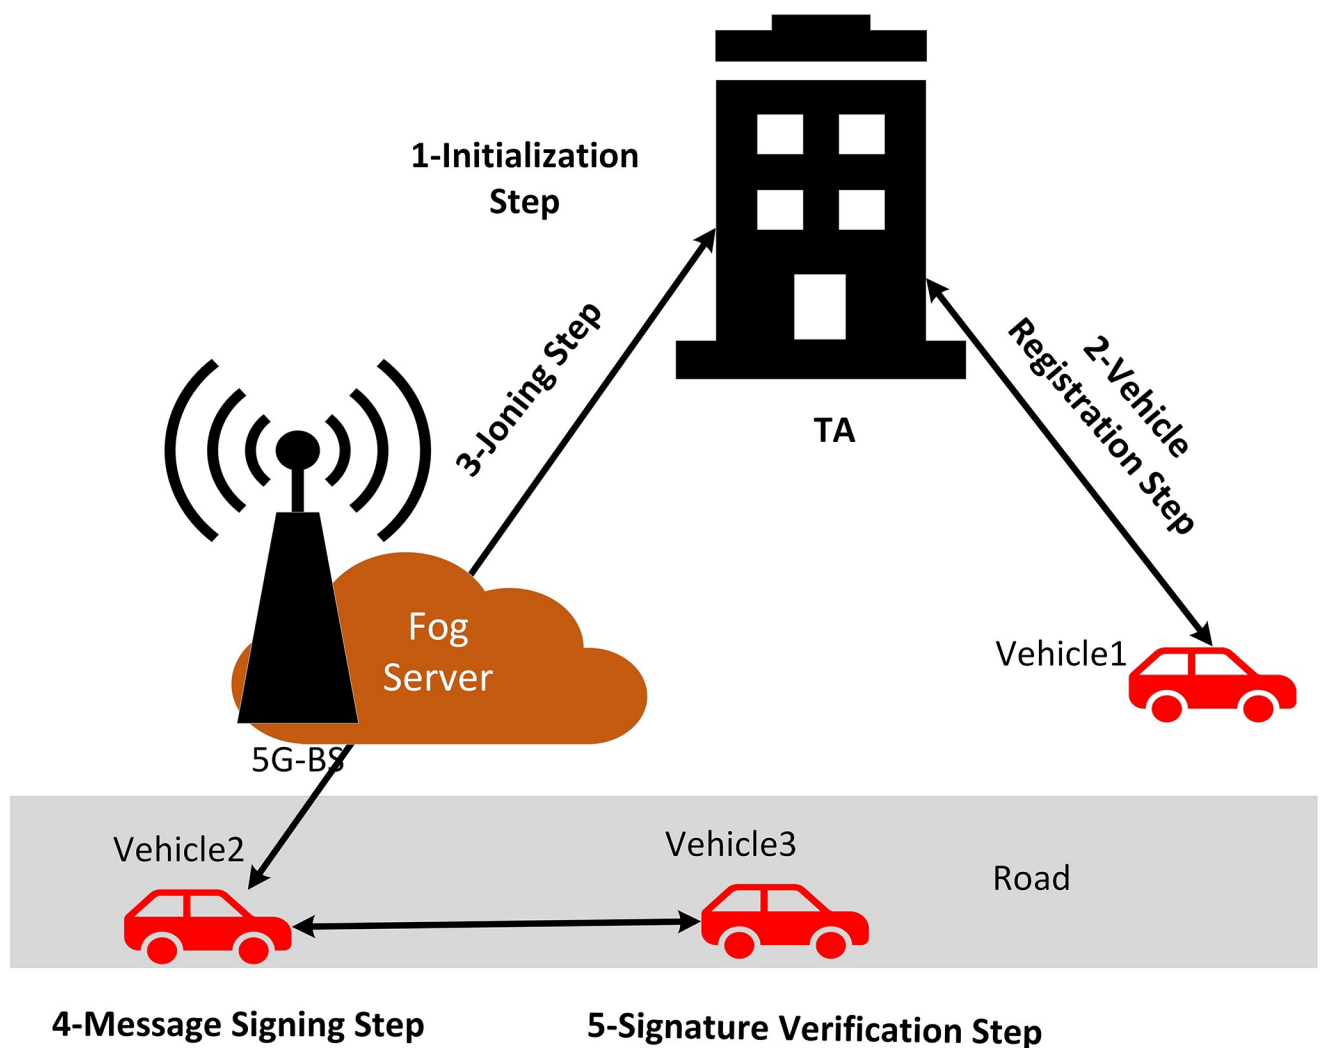 1-Initialization
Step
3-Joning Step
2-Vehicle
Registration Step
TA
Fog
Server
5G-BS
Vehicle1
Vehicle2
Vehicle3
Road
4-Message Signing Step
5-Signature Verification Step